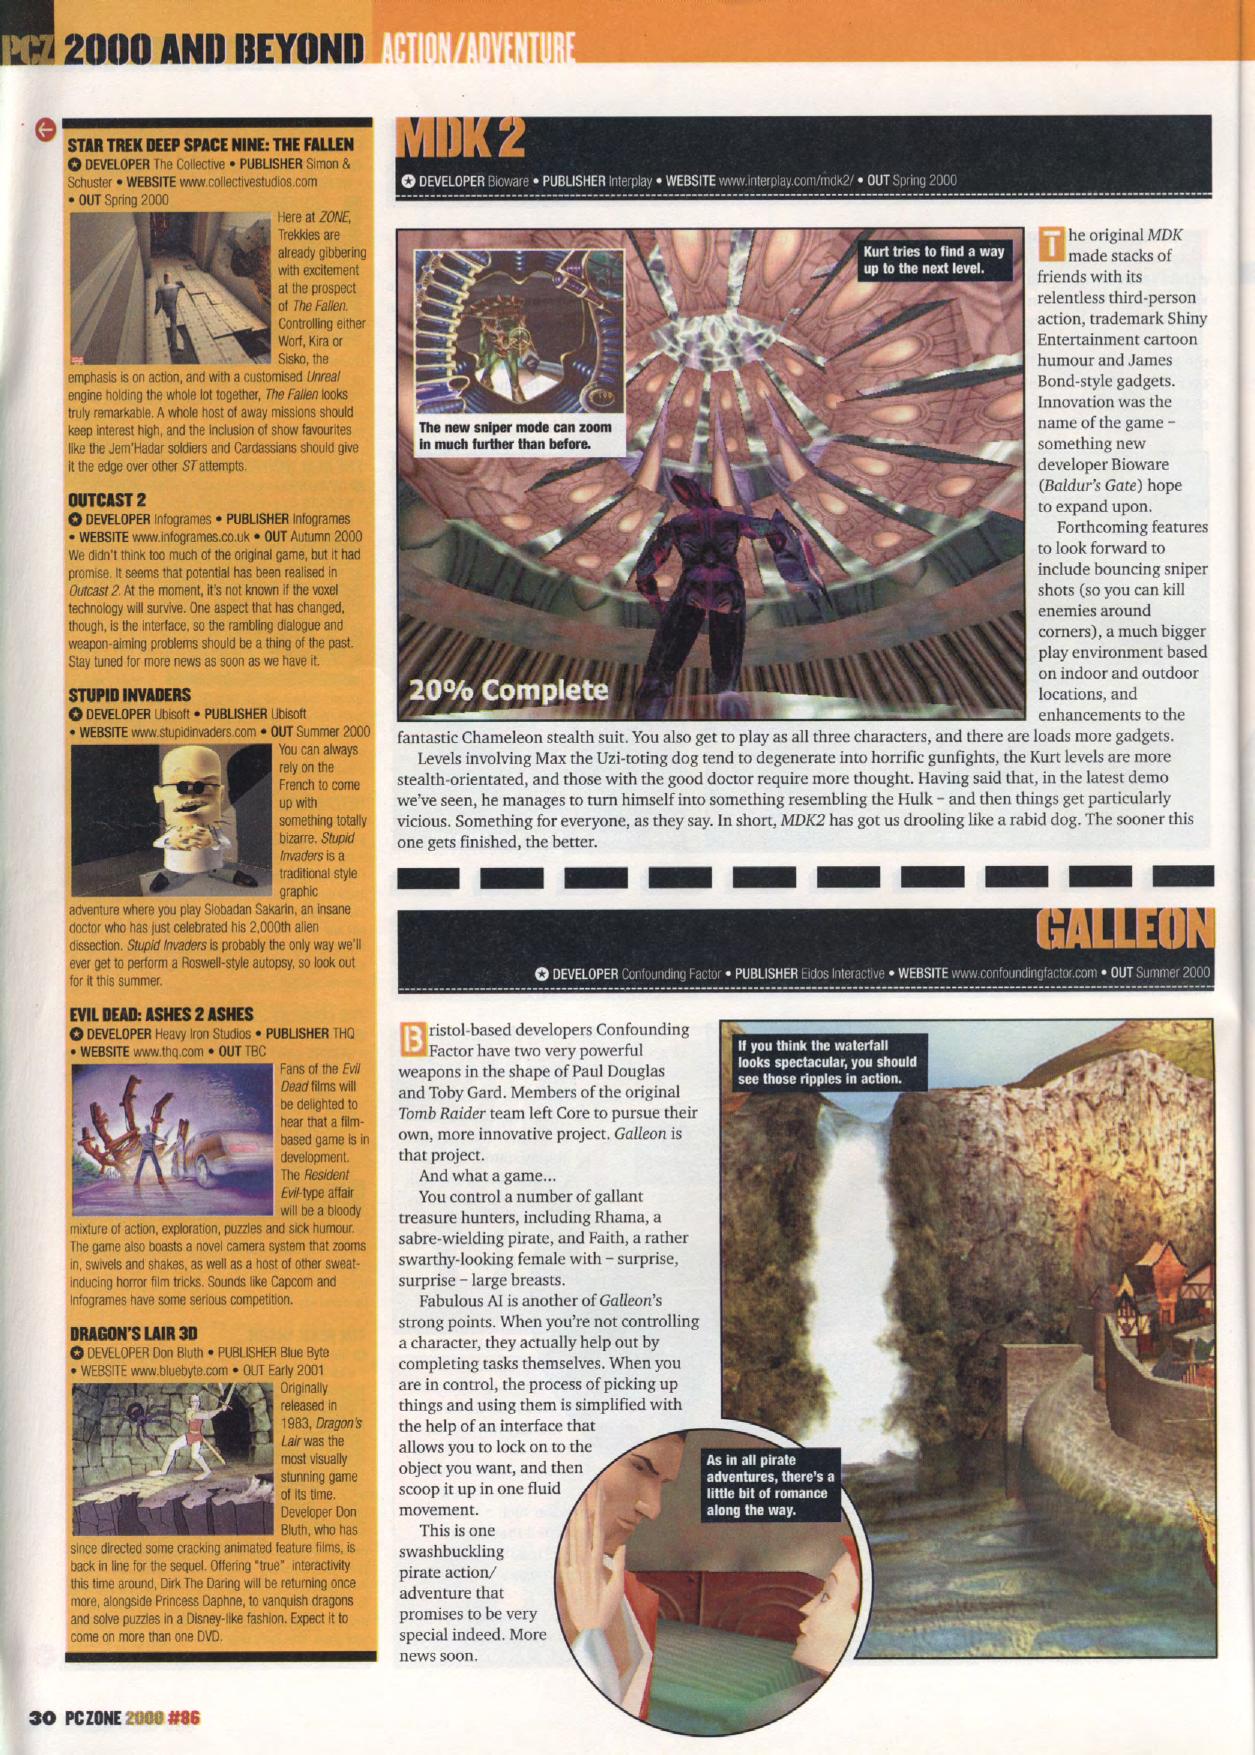 PCZ 2000 AND BEYOND ACTION/ADVENTURE
STAR TREK DEEP SPACE NINE: THE FALLEN
DEVELOPER The Collective • PUBLISHER Simon &
Schuster • WEBSITE www.collectivestudios.com
• OUT Spring 2000
Here at ZONE,
Trekkies are
already gibbering
with excitement
at the prospect
of The Fallen.
Controlling either
Worf, Kira or
Sisko, the
emphasis is on action, and with a customised Unreal
engine holding the whole lot together, The Fallen looks
truly remarkable. A whole host of away missions should
keep interest high, and the inclusion of show favourites
like the Jem'Hadar soldiers and Cardassians should give
it the edge over other ST attempts.
OUTCAST 2
DEVELOPER Infogrames • PUBLISHER Infogrames
• WEBSITE www.infogrames.co.uk • OUT Autumn 2000
We didn't think too much of the original game, but it had
promise. It seems that potential has been realised in
Outcast 2. At the moment, it's not known if the voxel
technology will survive. One aspect that has changed,
though, is the interface, so the rambling dialogue and
weapon-aiming problems should be a thing of the past.
Stay tuned for more news as soon as we have it.
STUPID INVADERS
DEVELOPER Ubisoft • PUBLISHER Ubisoft
• WEBSITE www.stupidinvaders.com • OUT Summer 2000
You can always
rely on the
French to come
up with
something totally
bizarre. Stupid
Invaders is a
traditional style
graphic
adventure where you play Slobadan Sakarin, an insane
doctor who has just celebrated his 2,000th alien
dissection. Stupid Invaders is probably the only way we'll
ever get to perform a Roswell-style autopsy, so look out
for it this summer.
EVIL DEAD: ASHES 2 ASHES
DEVELOPER Heavy Iron Studios • PUBLISHER THQ
• WEBSITE www.thq.com • OUT TBC
Fans of the Evil
Dead films will
be delighted to
hear that a film-
based game is in
development.
The Resident
Evil-type affair
will be a bloody
mixture of action, exploration, puzzles and sick humour.
The game also boasts a novel camera system that zooms
in, swivels and shakes, as well as a host of other sweat-
inducing horror film tricks. Sounds like Capcom and
Infogrames have some serious competition.
DRAGON'S LAIR 3D
DEVELOPER Don Bluth • PUBLISHER Blue Byte
• WEBSITE www.bluebyte.com • OUT Early 2001
Originally
released in
1983, Dragon's
Lair was the
most visually
stunning game
of its time.
Developer Don
Bluth, who has
since directed some cracking animated feature films, is
back in line for the sequel. Offering "true" interactivity
this time around, Dirk The Daring will be returning once
more, alongside Princess Daphne, to vanquish dragons
and solve puzzles in a Disney-like fashion. Expect it to
come on more than one DVD.
MDK 2
DEVELOPER Bioware • PUBLISHER Interplay • WEBSITE www.interplay.com/mdk2/ • OUT Spring 2000
Kurt tries to find a way
up to the next level.
The new sniper mode can zoom
in much further than before.
20% Complete
The original MDK
made stacks of
friends with its
relentless third-person
action, trademark Shiny
Entertainment cartoon
humour and James
Bond-style gadgets.
Innovation was the
name of the game –
something new
developer Bioware
(Baldur's Gate) hope
to expand upon.
Forthcoming features
to look forward to
include bouncing sniper
shots (so you can kill
enemies around
corners), a much bigger
play environment based
on indoor and outdoor
locations, and
enhancements to the
fantastic Chameleon stealth suit. You also get to play as all three characters, and there are loads more gadgets.
Levels involving Max the Uzi-toting dog tend to degenerate into horrific gunfights, the Kurt levels are more
stealth-orientated, and those with the good doctor require more thought. Having said that, in the latest demo
we've seen, he manages to turn himself into something resembling the Hulk – and then things get particularly
vicious. Something for everyone, as they say. In short, MDK2 has got us drooling like a rabid dog. The sooner this
one gets finished, the better.
GALLEON
DEVELOPER Confounding Factor • PUBLISHER Eidos Interactive • WEBSITE www.confoundingfactor.com • OUT Summer 2000
Bristol-based developers Confounding
Factor have two very powerful
weapons in the shape of Paul Douglas
and Toby Gard. Members of the original
Tomb Raider team left Core to pursue their
own, more innovative project. Galleon is
that project.
And what a game...
You control a number of gallant
treasure hunters, including Rhama, a
sabre-wielding pirate, and Faith, a rather
swarthy-looking female with – surprise,
surprise – large breasts.
Fabulous AI is another of Galleon's
strong points. When you're not controlling
a character, they actually help out by
completing tasks themselves. When you
are in control, the process of picking up
things and using them is simplified with
the help of an interface that
allows you to lock on to the
object you want, and then
scoop it up in one fluid
movement.
This is one
swashbuckling
pirate action/
adventure that
promises to be very
special indeed. More
news soon.
If you think the waterfall
looks spectacular, you should
see those ripples in action.
As in all pirate
adventures, there's a
little bit of romance
along the way.
30 PC ZONE 2000 #86